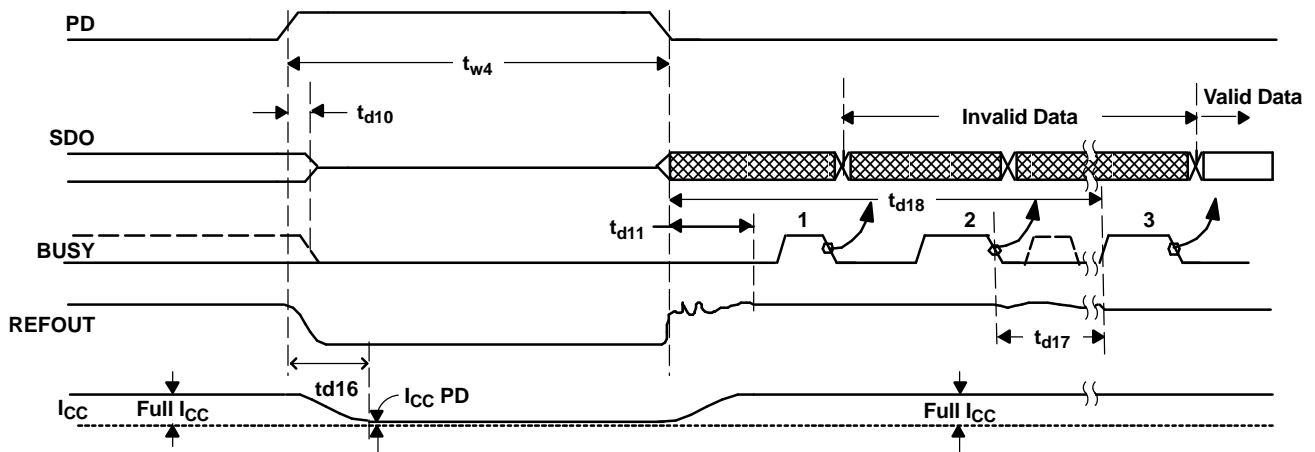 PD
tw4
td10
Valid Data
Invalid Data
SDO
td18
1
2
3
td11
BUSY
REFOUT
td17
td16
ICC PD
ICC
Full ICC
Full ICC